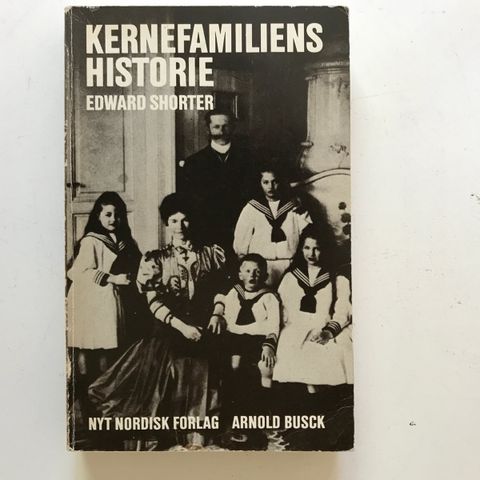 KERNEFAMILIENS
HISTORIE
EDWARD SHORTER
NYT NORDISK FORLAG ARNOLD BUSCK